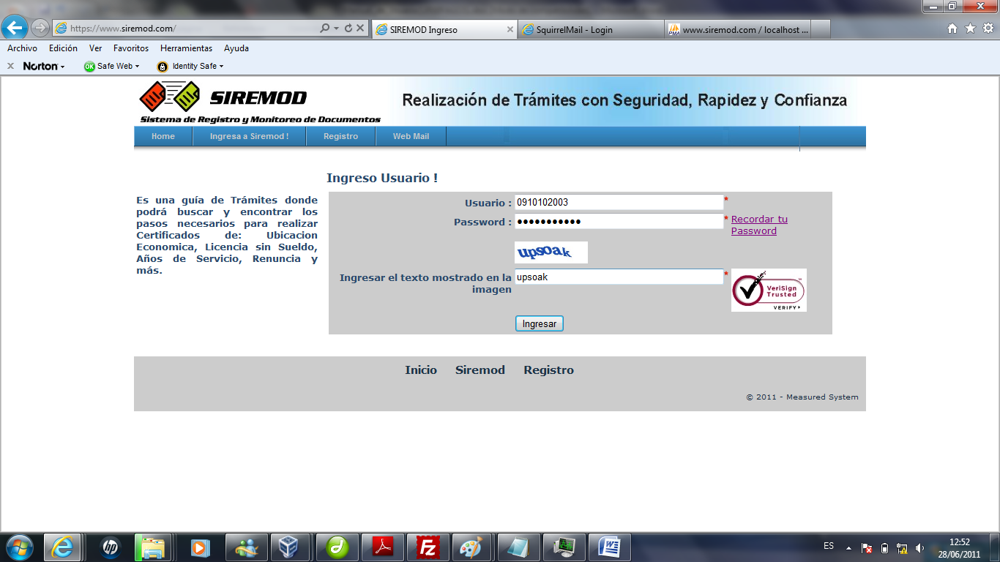 https://www.siremod.com/
SIREMOD Ingreso
SquirrelMail - Login
PMA
www.siremod.com / localhost ...
Archivo Edición Ver Favoritos Herramientas Ayuda
Norton
OK
Safe Web
Identity Safe
SIREMOD
Sistema de Registro y Monitoreo de Documentos
Realización de Trámites con Seguridad, Rapidez y Confianza
Home
Ingresa a Siremod !
Registro
Web Mail
Ingreso Usuario !
Es una guía de Trámites donde
podrá buscar y encontrar los
pasos necesarios para realizar
Certificados de: Ubicacion
Economica, Licencia sin Sueldo,
Años de Servicio, Renuncia y
más.
Usuario : 0910102003 *
Password : ••••••••••• *
Recordar tu
Password
upsoak
Ingresar el texto mostrado en la
imagen
upsoak *
VeriSign
Trusted
VERIFY
Ingresar
Inicio Siremod Registro
© 2011 - Measured System
hp
Fz
W
ES
12:52
28/06/2011